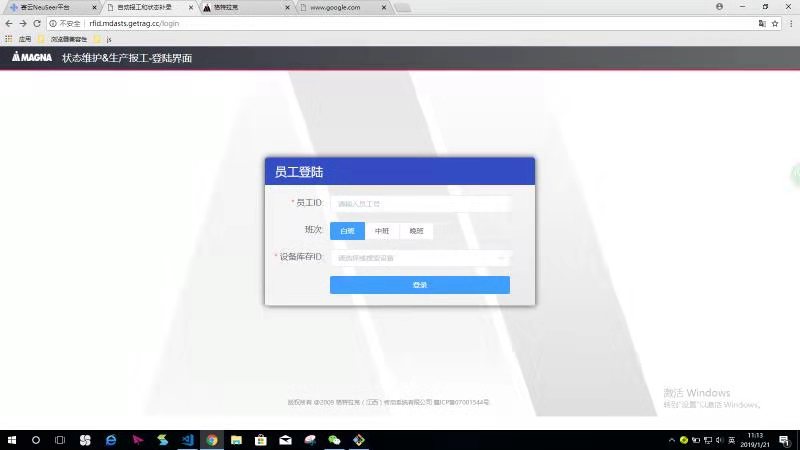 寄云NeuSeer平台
自动报工和状态补录
格特拉克
www.google.com
不安全 rfid.mdasts.getrag.cc/login
应用 浏览器兼容性 js
MAGNA 状态维护&生产报工-登陆界面
员工登陆
* 员工ID: 请输入员工号
班次: 白班 中班 晚班
* 设备库存ID: 请选择或搜索设备
登录
版权所有 @2009 格特拉克（江西）传动系统有限公司 赣ICP备07001544号
激活 Windows
转到"设置"以激活 Windows。
英
11:13
2019/1/21